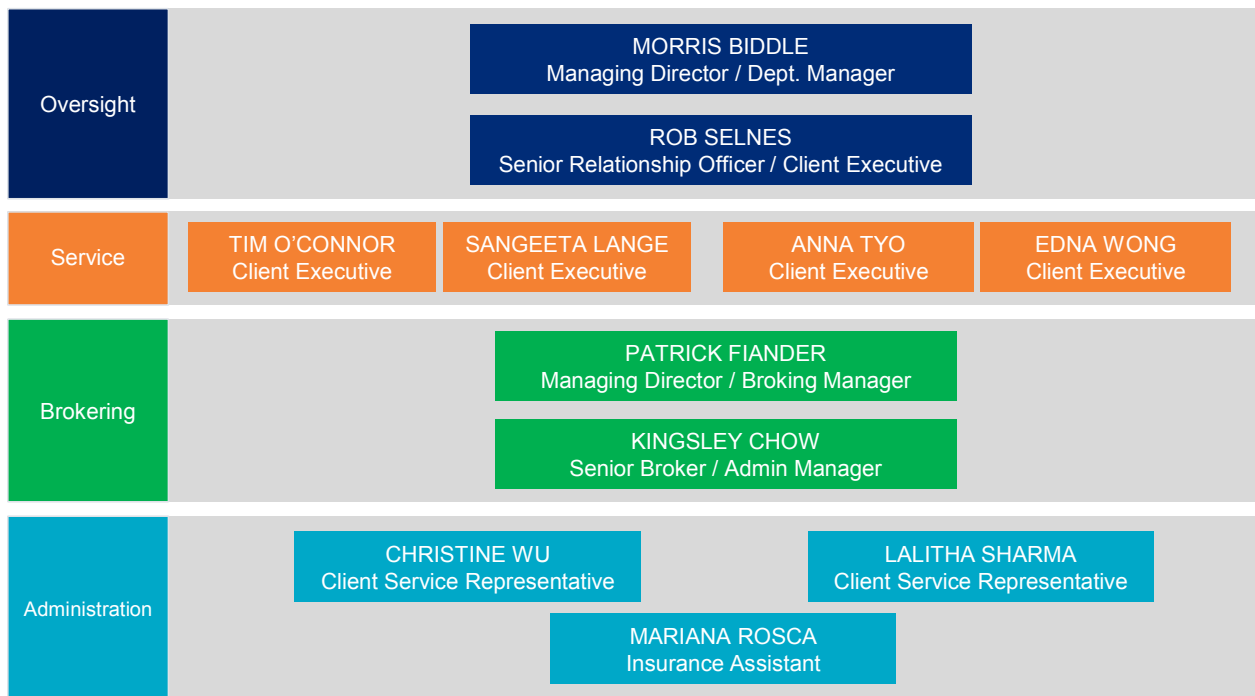 Oversight
MORRIS BIDDLE
Managing Director / Dept. Manager
ROB SELNES
Senior Relationship Officer / Client Executive
Service
TIM O’CONNOR
Client Executive
SANGEETA LANGE
Client Executive
ANNA TYO
Client Executive
EDNA WONG
Client Executive
Brokering
PATRICK FIANDER
Managing Director / Broking Manager
KINGSLEY CHOW
Senior Broker / Admin Manager
Administration
CHRISTINE WU
Client Service Representative
LALITHA SHARMA
Client Service Representative
MARIANA ROSCA
Insurance Assistant